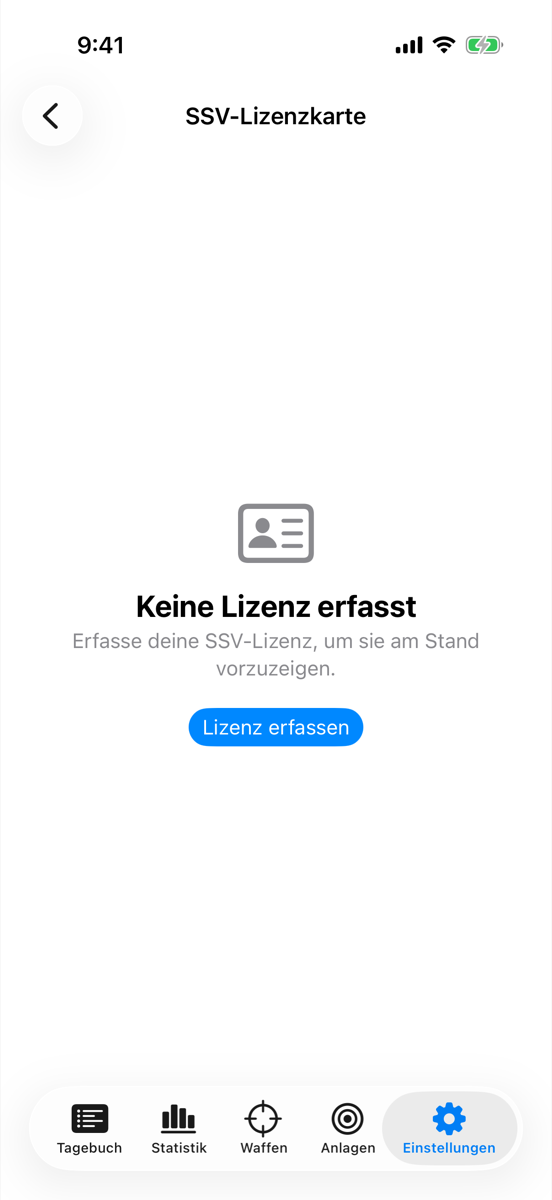 9:41
SSV-Lizenzkarte
Keine Lizenz erfasst
Erfasse deine SSV-Lizenz, um sie am Stand
vorzuzeigen.
Lizenz erfassen
Tagebuch
Statistik
Waffen
Anlagen
Einstellungen